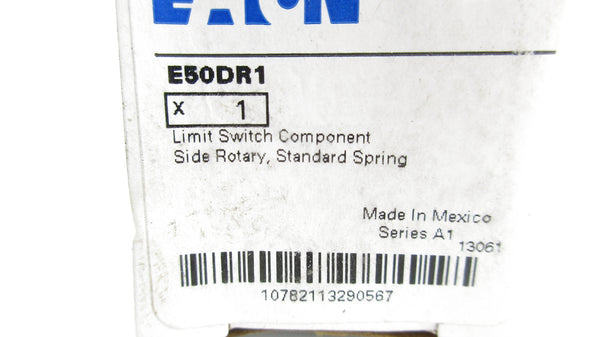 EATON
E50DR1
X 1
Limit Switch Component
Side Rotary, Standard Spring
Made In Mexico
Series A1
13061
10782113290567